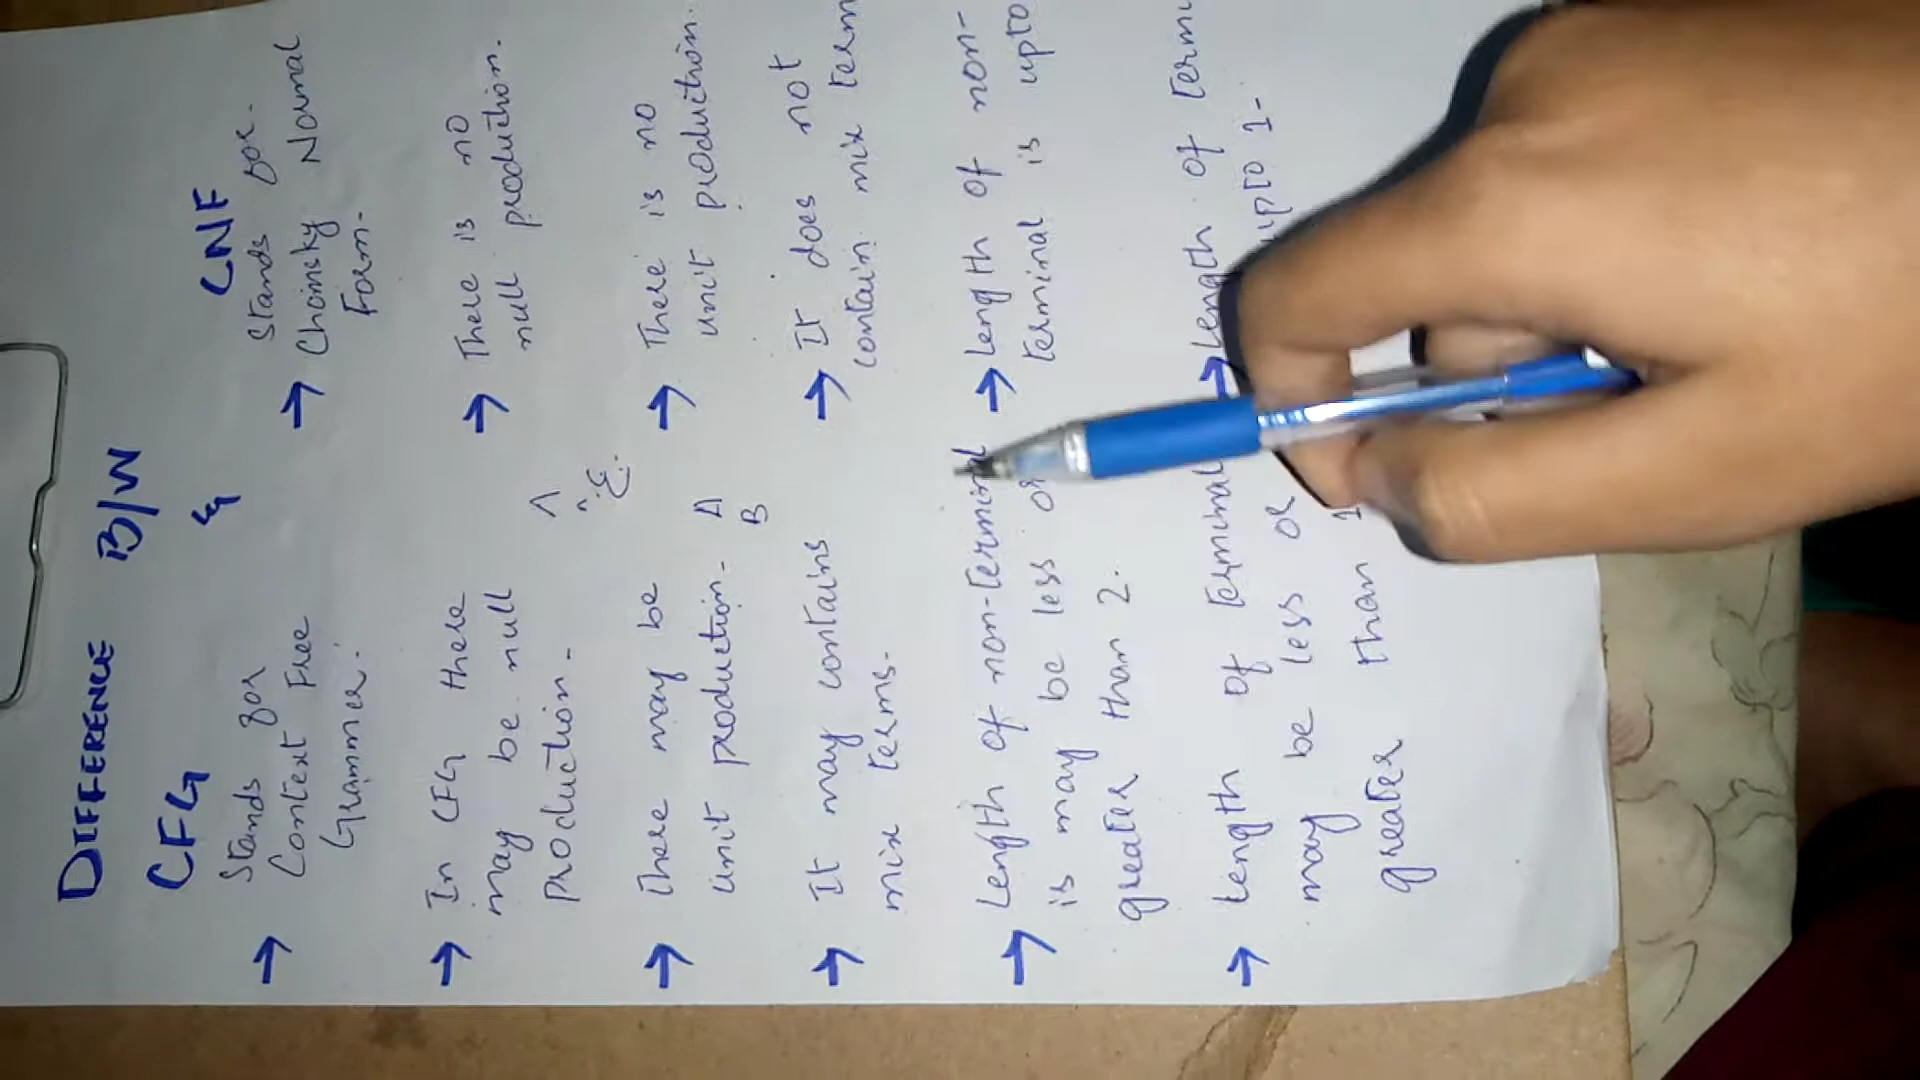 DIFFERENCE B/W
CFG & CNF
Stands for
Context Free
Grammer.
Stands for
Chomsky Normal
Form.
→ In CFG there
may be null
production.
Λ
^ ε.
→ There is no
null production.
→ There may be
unit production.
A
B
→ There is no
unit production.
→ It may contains
mix terms.
→ It does not
contain mix term
→ Length of non-terminal
is may be less or
greater than 2.
→ Length of non-
terminal is upto
→ Length of terminal
may be less or
greater than 1
→ Length of termi
upto 1.